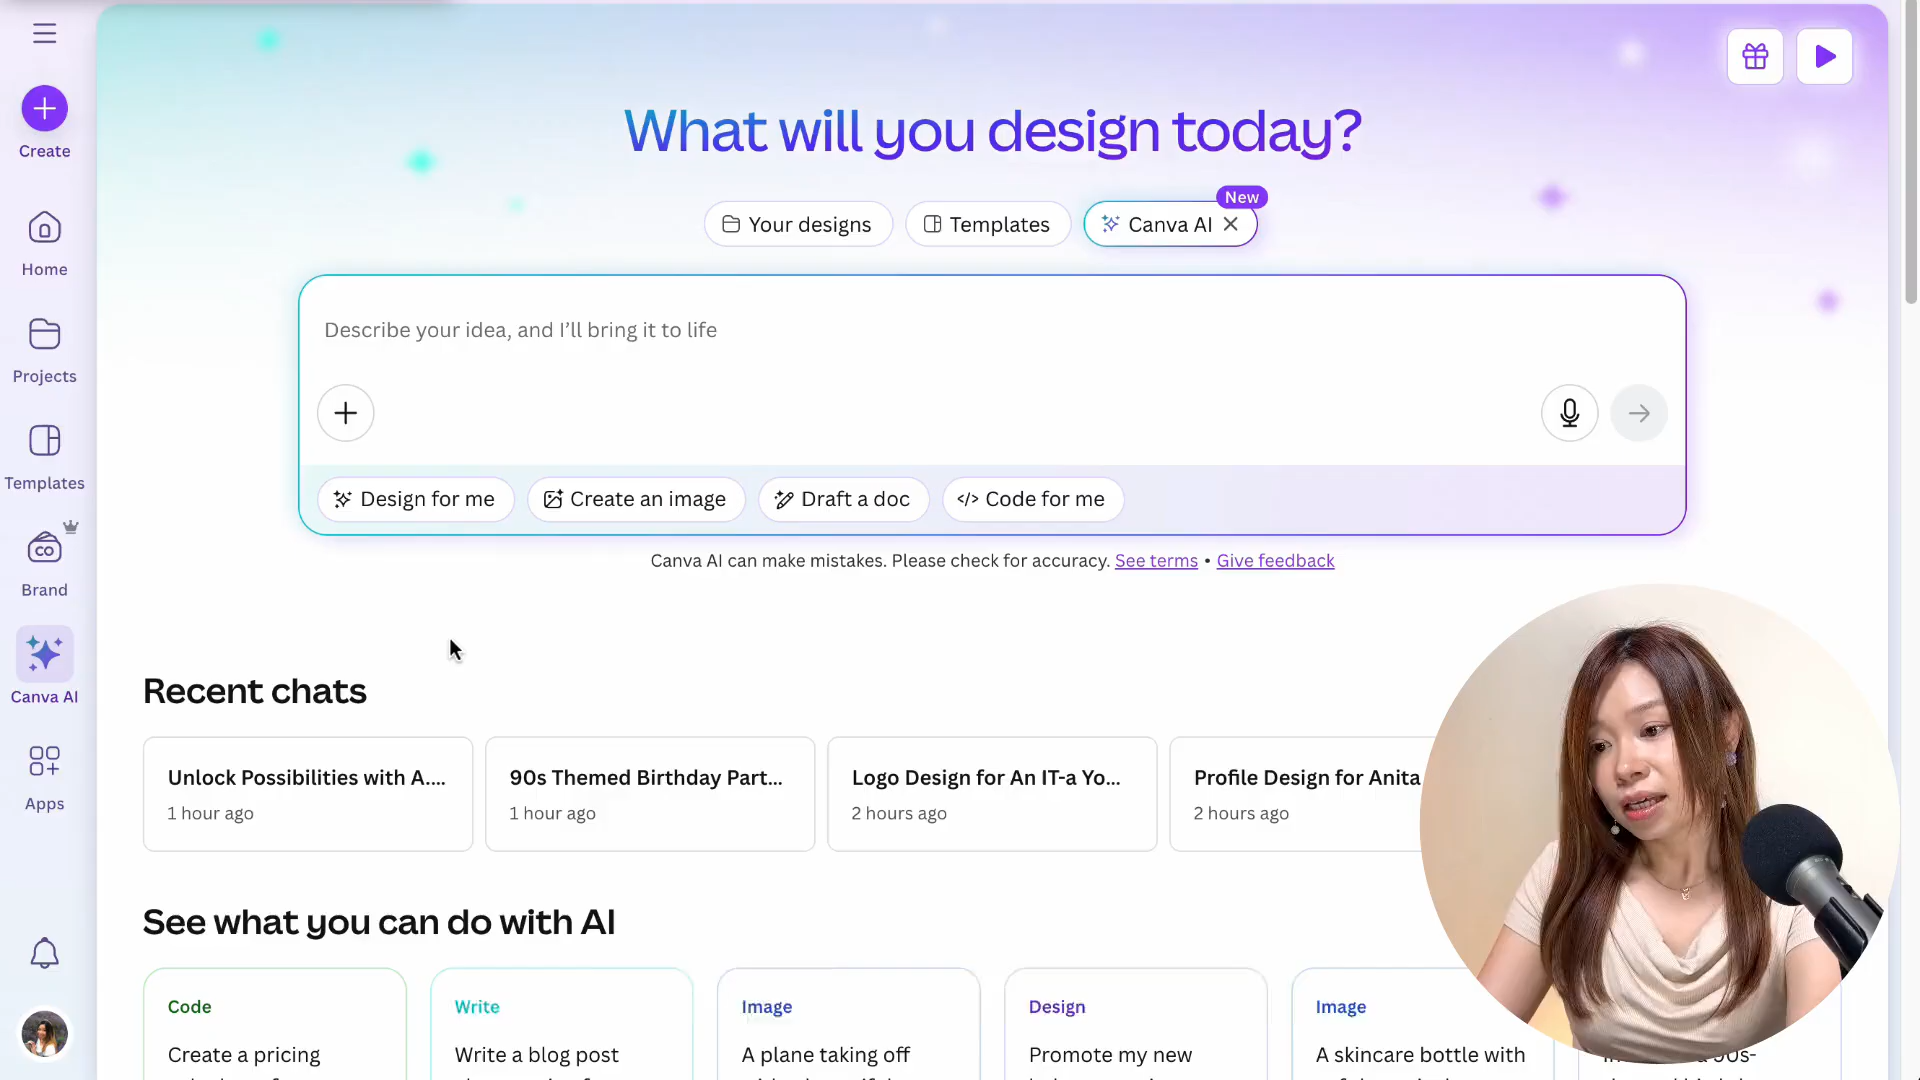 Create
Home
Projects
Templates
CO
Brand
Canva AI
Apps
What will you design today?
Your designs
Templates
Canva AI
New
Describe your idea, and I'll bring it to life
Design for me
Create an image
Draft a doc
</> Code for me
Canva AI can make mistakes. Please check for accuracy. See terms • Give feedback
Recent chats
Unlock Possibilities with A....
1 hour ago
90s Themed Birthday Part...
1 hour ago
Logo Design for An IT-a Yo...
2 hours ago
Profile Design for Anita
2 hours ago
See what you can do with AI
Code
Create a pricing
Write
Write a blog post
Image
A plane taking off
Design
Promote my new
Image
A skincare bottle with